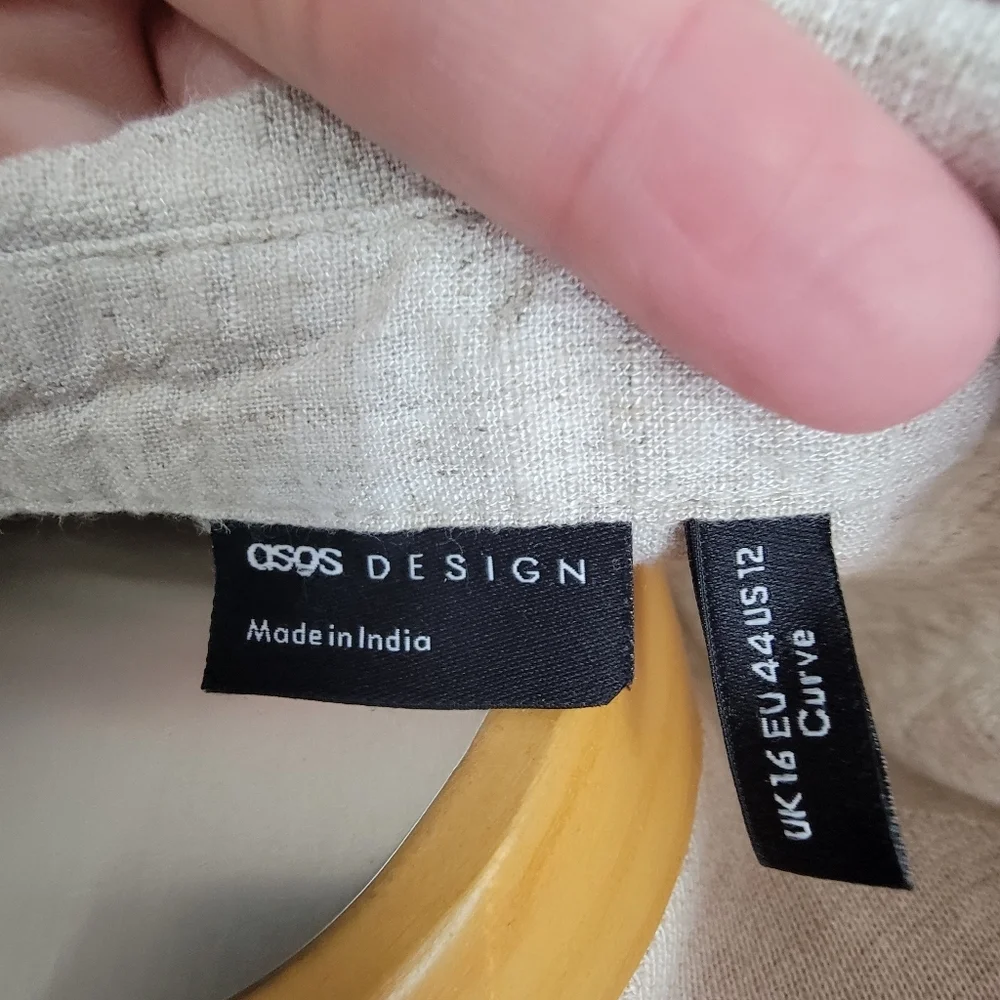 asos DESIGN
Made in India
UK 16 EU 44 US 12
Curve